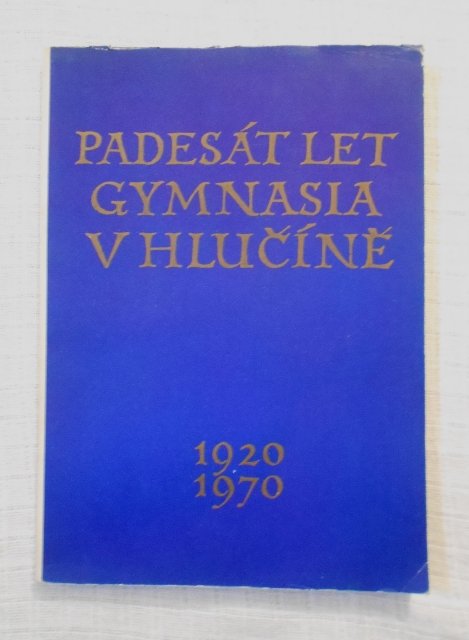 PADESÁT LET
GYMNASIA
V HLUČÍNĚ
1920
1970